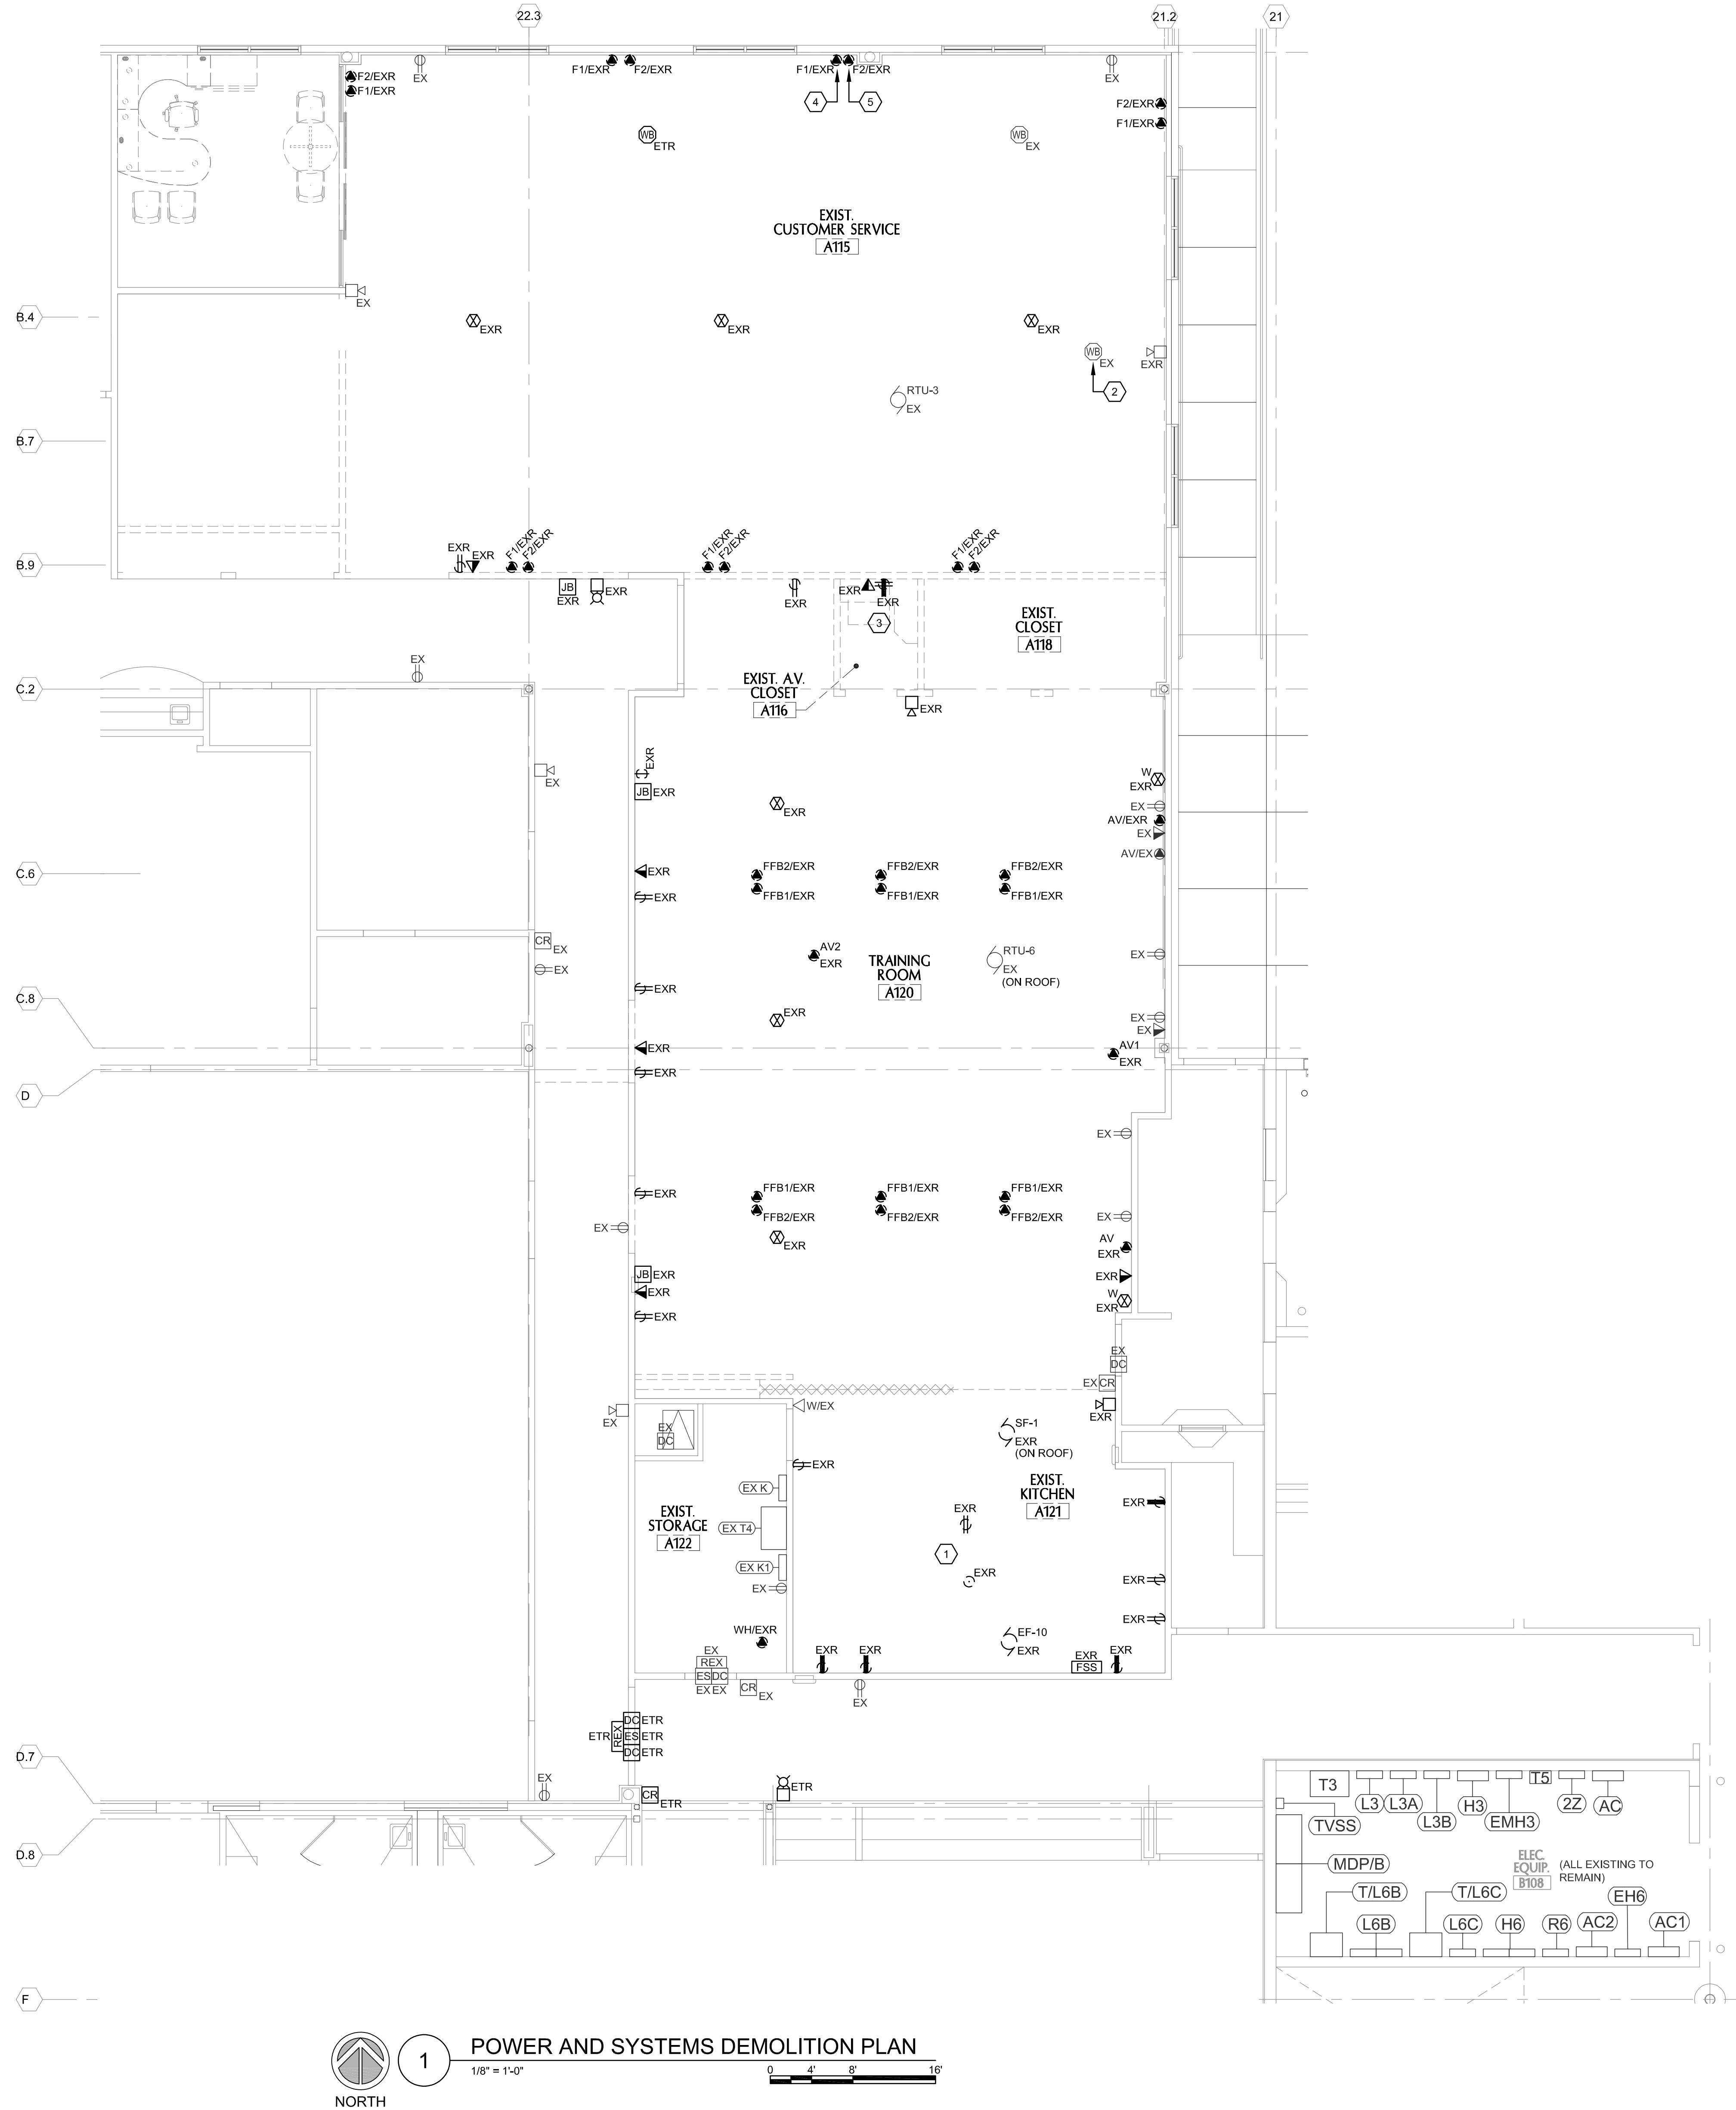 22.3
21.2
21
F2/EXR
F1/EXR
EX
F1/EXR
F2/EXR
F1/EXR
F2/EXR
EX
4
5
F2/EXR
F1/EXR
WB
ETR
WB
EX
EXIST.
CUSTOMER SERVICE
A115
EX
B.4
EXR
EXR
EXR
WB
EX
EXR
2
RTU-3
EX
B.7
B.9
EXR
EXR
F1/EXR
F2/EXR
F1/EXR
F2/EXR
F1/EXR
F2/EXR
JB
EXR
EXR
EXR
EXR
EXR
3
EXIST.
CLOSET
A118
EX
C.2
EXIST. A.V.
CLOSET
A116
EXR
EXR
JB
EXR
EX
EXR
W
EXR
EX
AV/EXR
EX
AV/EX
C.6
EXR
EXR
FFB2/EXR
FFB1/EXR
FFB2/EXR
FFB1/EXR
FFB2/EXR
FFB1/EXR
CR
EX
EX
AV2
EXR
TRAINING
ROOM
A120
RTU-6
EX
(ON ROOF)
EX
EXR
C.8
EXR
EX
EX
EXR
AV1
EXR
EXR
D
EX
EXR
FFB1/EXR
FFB2/EXR
FFB1/EXR
FFB2/EXR
FFB1/EXR
FFB2/EXR
EX
EX
EXR
AV
EXR
JB
EXR
EXR
EXR
W
EXR
EXR
EX
DC
EX
CR
EXR
EX
W/EX
EX
DC
SF-1
EXR
(ON ROOF)
EXR
EXIST.
KITCHEN
A121
EX K
EXIST.
STORAGE
A122
EX T4
EXR
EXR
1
EX K1
EX
EXR
EXR
EXR
WH/EXR
EF-10
EXR
EX
REX
ES
DC
EX
EX
CR
EX
EXR
EXR
EX
EXR
FSS
EXR
ETR
REX
DC
ETR
ES
ETR
DC
ETR
D.7
EX
CR
ETR
ETR
T3
L3
L3A
L3B
H3
EMH3
T5
2Z
AC
TVSS
D.8
MDP/B
ELEC.
EQUIP.
B108
(ALL EXISTING TO
REMAIN)
T/L6B
T/L6C
EH6
L6B
L6C
H6
R6
AC2
AC1
F
1
POWER AND SYSTEMS DEMOLITION PLAN
1/8" = 1'-0"
0
4'
8'
16'
NORTH